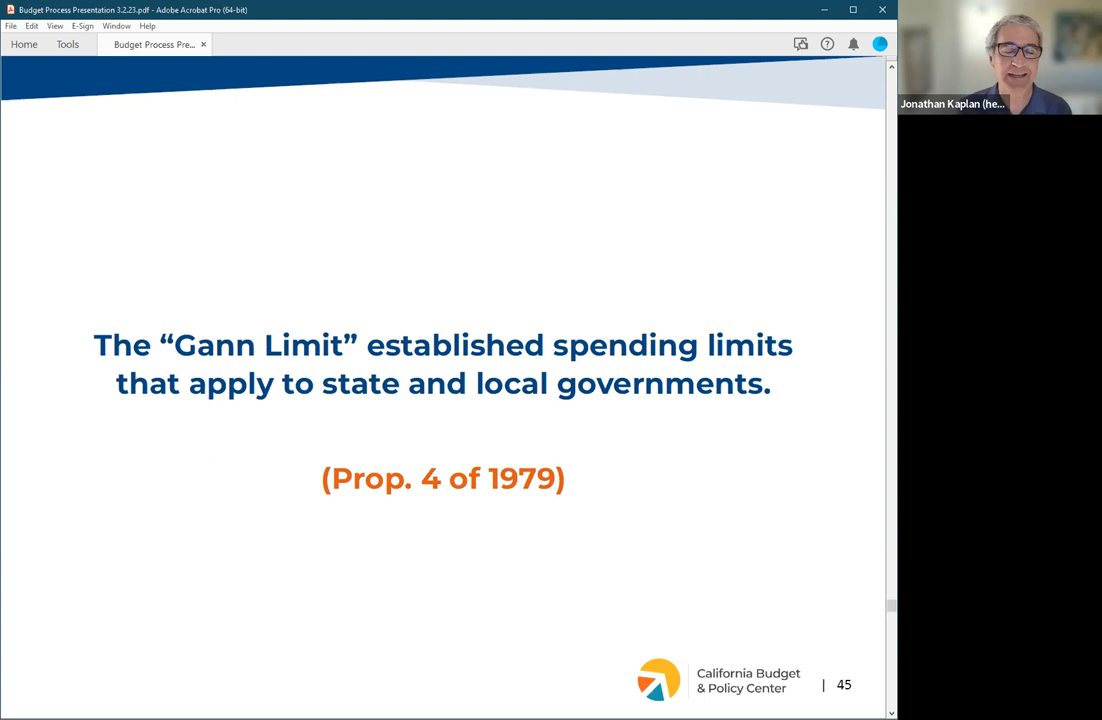 Budget Process Presentation 3.2.23.pdf - Adobe Acrobat Pro (64-bit)
File Edit View E-Sign Window Help
Home Tools Budget Process Pre... ×
Jonathan Kaplan (he...
The “Gann Limit” established spending limits
that apply to state and local governments.
(Prop. 4 of 1979)
California Budget
& Policy Center
| 45